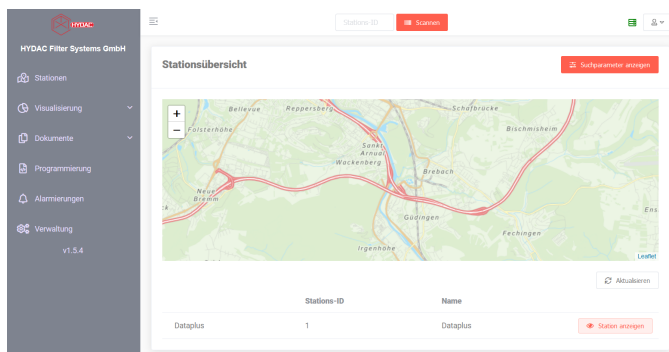 HYDAC
HYDAC Filter Systems GmbH
Stationen
Visualisierung
Dokumente
Programmierung
Alarmierungen
Verwaltung
v1.5.4
Stations-ID
Scannen
Stationsübersicht
Suchparameter anzeigen
+
−
Bellevue
Reppersberg
Schafbrücke
Folsterhöhe
Bischmisheim
Sankt
Arnual
Wackenberg
Brebach
Neue
Bremm
Güdingen
Ens
Fechingen
Irgenhöhe
Leaflet
Aktualisieren
Stations-ID
Name
Dataplus
1
Dataplus
Station anzeigen